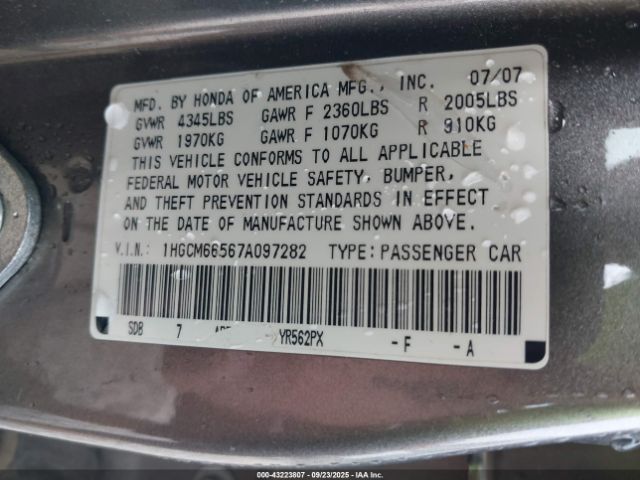 MFD. BY HONDA OF AMERICA MFG., INC. 07/07
GVWR 4345LBS GAWR F 2360LBS R 2005LBS
GVWR 1970KG GAWR F 1070KG R 910KG
THIS VEHICLE CONFORMS TO ALL APPLICABLE
FEDERAL MOTOR VEHICLE SAFETY, BUMPER,
AND THEFT PREVENTION STANDARDS IN EFFECT
ON THE DATE OF MANUFACTURE SHOWN ABOVE.
V.I.N.: 1HGCM66567A097282 TYPE: PASSENGER CAR
SDB 7 YR562PX -F -A
000-43223807 - 09/23/2025 - IAA Inc.